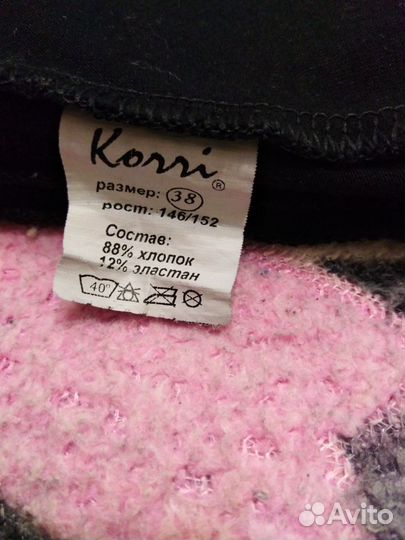 Korri ®
размер: 38
рост: 146/152
Состав:
88% хлопок
12% эластан
40°
Avito